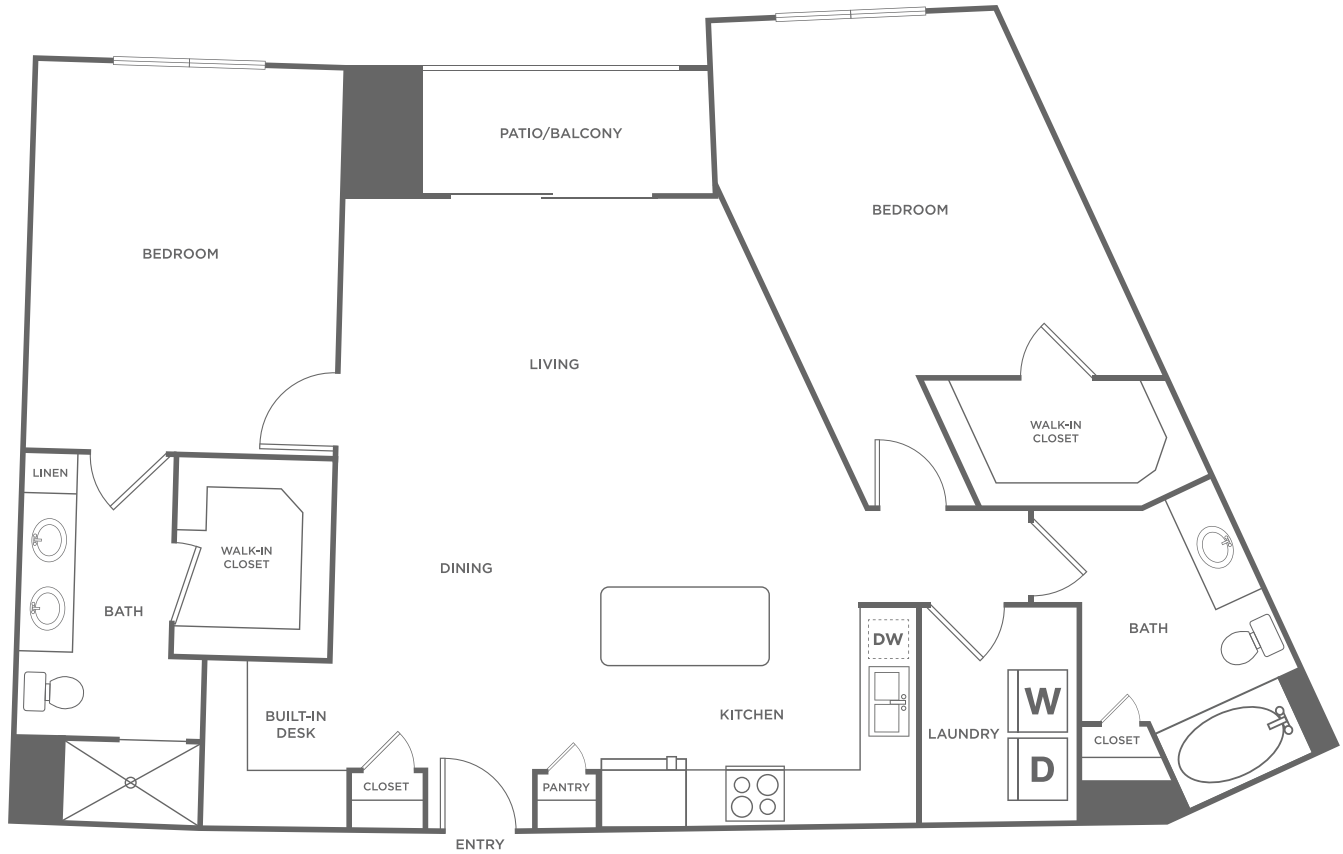 PATIO/BALCONY
BEDROOM
BEDROOM
LIVING
WALK-IN
CLOSET
LINEN
WALK-IN
CLOSET
DINING
BATH
BATH
DW
BUILT-IN
DESK
KITCHEN
LAUNDRY
W
D
CLOSET
CLOSET
PANTRY
ENTRY